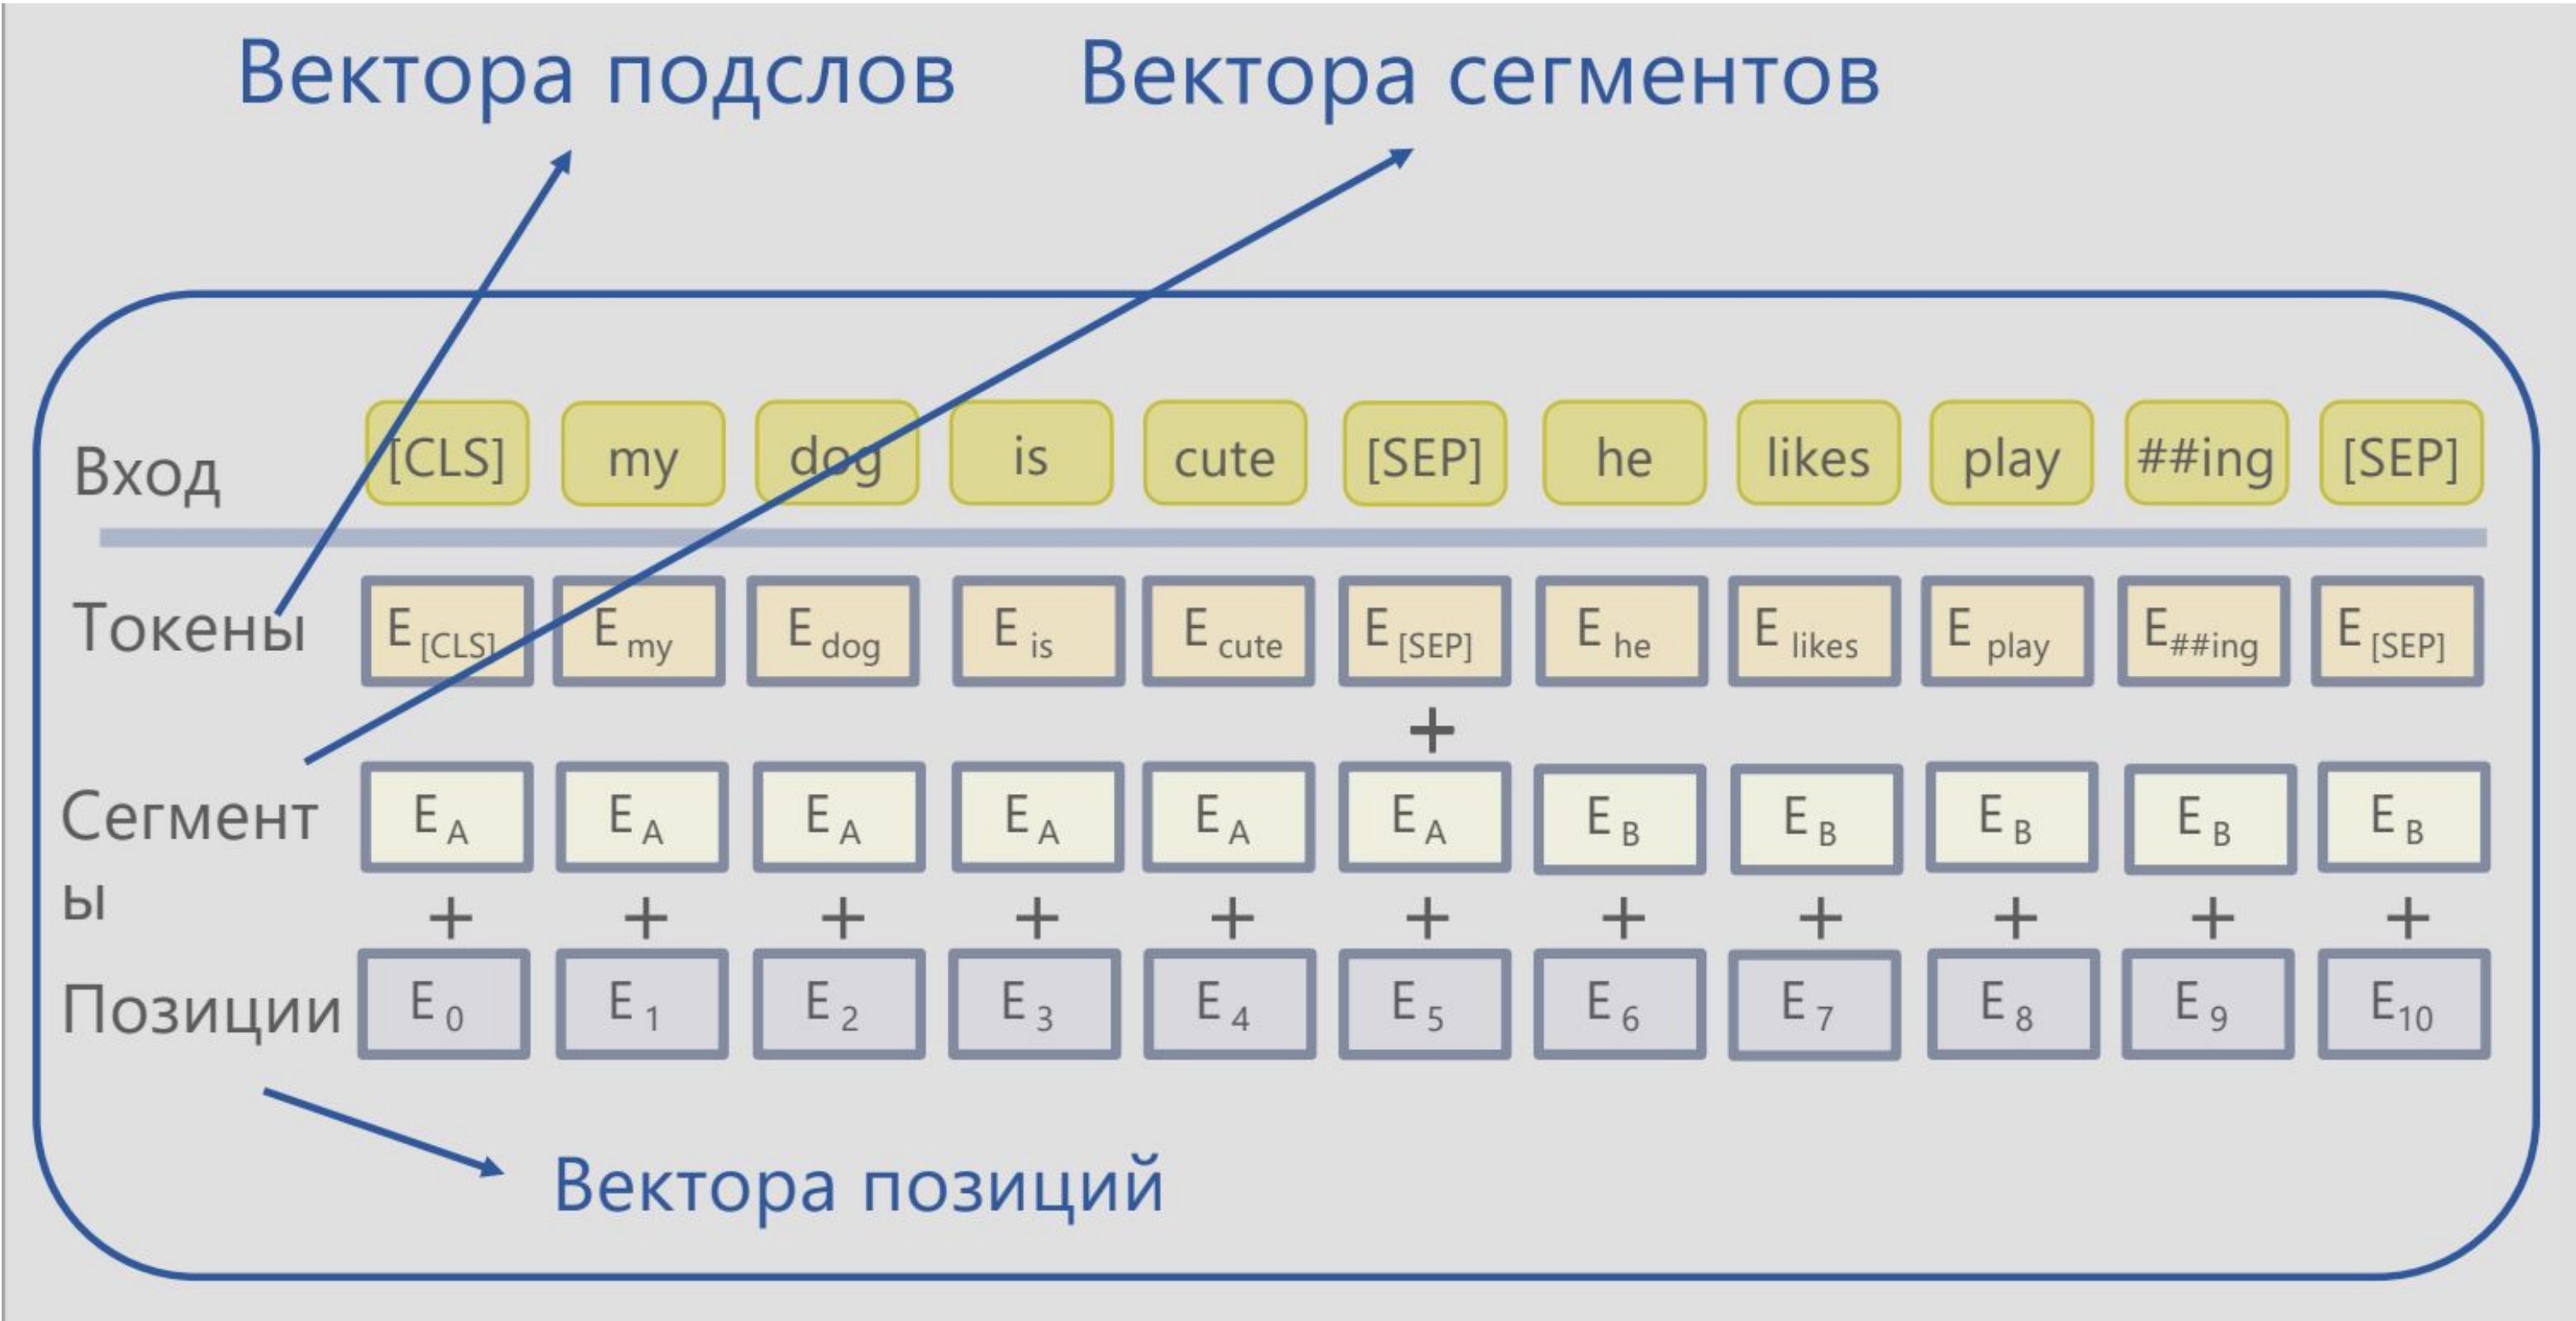 Вектора подслов Вектора сегментов
Вход [CLS] my dog is cute [SEP] he likes play ##ing [SEP]
Токены E [CLS] E my E dog E is E cute E [SEP] E he E likes E play E##ing E [SEP]
+
Сегмент E A E A E A E A E A E A E B E B E B E B E B
ы + + + + + + + + + + +
Позиции E 0 E 1 E 2 E 3 E 4 E 5 E 6 E 7 E 8 E 9 E10
Вектора позиций